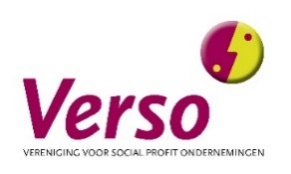 Verso
VERENIGING VOOR SOCIAL PROFIT ONDERNEMINGEN